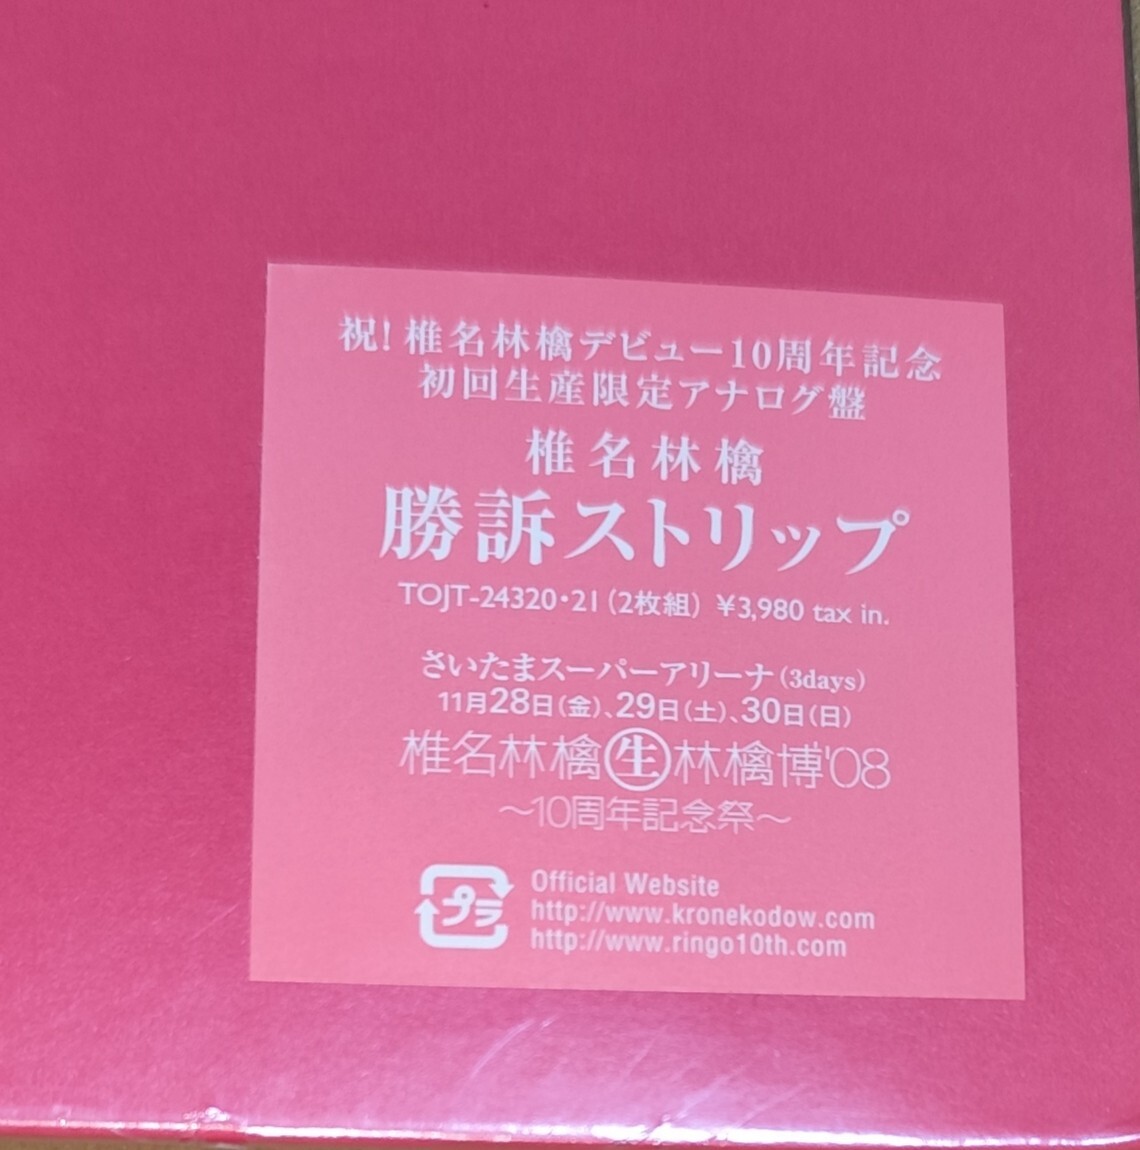 祝!椎名林檎デビュー10周年記念
初回生産限定アナログ盤
椎名林檎
勝訴ストリップ
TOJT-24320・21(2枚組) ¥3,980 tax in.
さいたまスーパーアリーナ(3days)
11月28日(金)、29日(土)、30日(日)
椎名林檎生林檎博'08
〜10周年記念祭〜
プラ
Official Website
http://www.kronekodow.com
http://www.ringo10th.com